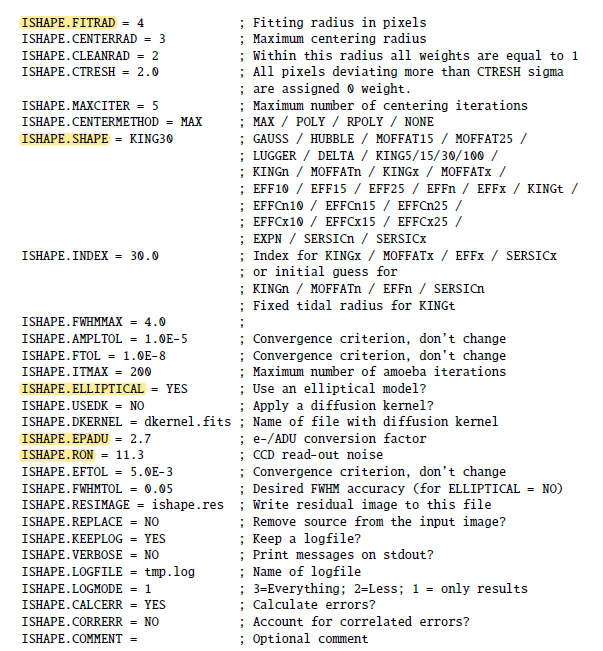 ISHAPE.FITRAD = 4 ; Fitting radius in pixels
ISHAPE.CENTERRAD = 3 ; Maximum centering radius
ISHAPE.CLEANRAD = 2 ; Within this radius all weights are equal to 1
ISHAPE.CTRESH = 2.0 ; All pixels deviating more than CTRESH sigma
; are assigned 0 weight.
ISHAPE.MAXCITER = 5 ; Maximum number of centering iterations
ISHAPE.CENTERMETHOD = MAX ; MAX / POLY / RPOLY / NONE
ISHAPE.SHAPE = KING30 ; GAUSS / HUBBLE / MOFFAT15 / MOFFAT25 /
; LUGGER / DELTA / KING5/15/30/100 /
; KINGn / MOFFATn / KINGx / MOFFATx /
; EFF10 / EFF15 / EFF25 / EFFn / EFFx / KINGt /
; EFFCn10 / EFFCn15 / EFFCn25 /
; EFFCx10 / EFFCx15 / EFFCx25 /
; EXPN / SERSICn / SERSICx
ISHAPE.INDEX = 30.0 ; Index for KINGx / MOFFATx / EFFx / SERSICx
; or initial guess for
; KINGn / MOFFATn / EFFn / SERSICn
; Fixed tidal radius for KINGt
ISHAPE.FWHMMAX = 4.0 ;
ISHAPE.AMPLTOL = 1.0E-5 ; Convergence criterion, don't change
ISHAPE.FTOL = 1.0E-8 ; Convergence criterion, don't change
ISHAPE.ITMAX = 200 ; Maximum number of amoeba iterations
ISHAPE.ELLIPTICAL = YES ; Use an elliptical model?
ISHAPE.USEDK = NO ; Apply a diffusion kernel?
ISHAPE.DKERNEL = dkernel.fits ; Name of file with diffusion kernel
ISHAPE.EPADU = 2.7 ; e-/ADU conversion factor
ISHAPE.RON = 11.3 ; CCD read-out noise
ISHAPE.EFTOL = 5.0E-3 ; Convergence criterion, don't change
ISHAPE.FWHMTOL = 0.05 ; Desired FWHM accuracy (for ELLIPTICAL = NO)
ISHAPE.RESIMAGE = ishape.res ; Write residual image to this file
ISHAPE.REPLACE = NO ; Remove source from the input image?
ISHAPE.KEEPLOG = YES ; Keep a logfile?
ISHAPE.VERBOSE = NO ; Print messages on stdout?
ISHAPE.LOGFILE = tmp.log ; Name of logfile
ISHAPE.LOGMODE = 1 ; 3=Everything; 2=Less; 1 = only results
ISHAPE.CALCERR = YES ; Calculate errors?
ISHAPE.CORRERR = NO ; Account for correlated errors?
ISHAPE.COMMENT = ; Optional comment